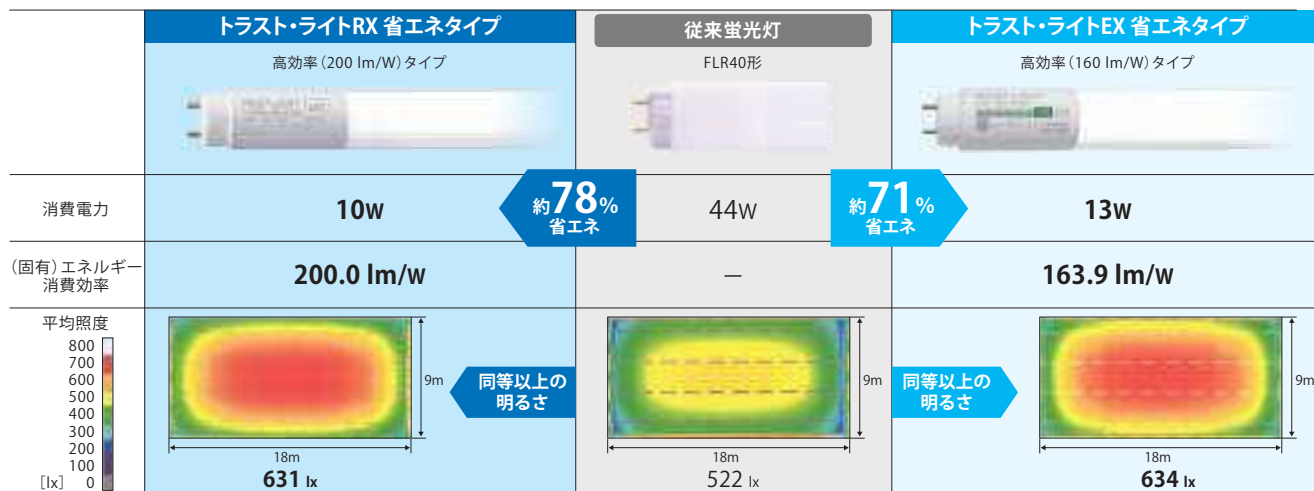 トラスト・ライトRX 省エネタイプ
従来蛍光灯
トラスト・ライトEX 省エネタイプ
高効率(200 lm/W)タイプ
FLR40形
高効率(160 lm/W)タイプ
消費電力
10W
約78%
省エネ
44W
約71%
省エネ
13W
(固有)エネルギー
消費効率
200.0 lm/W
—
163.9 lm/W
平均照度
800
700
600
500
400
300
200
100
[lx] 0
9m
18m
631 lx
同等以上の
明るさ
9m
18m
522 lx
同等以上の
明るさ
9m
18m
634 lx